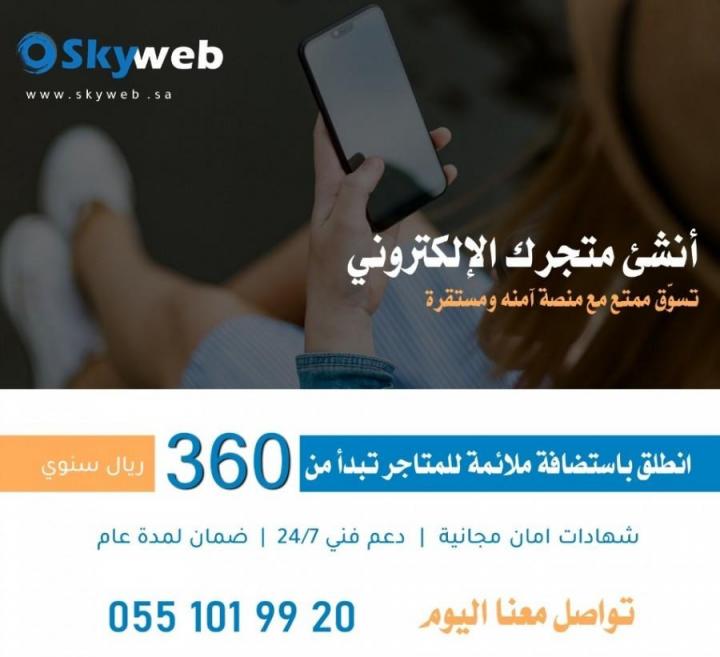 Skyweb
www.skyweb.sa
أنشئ متجرك الإلكتروني
تسوّق ممتع مع منصة آمنه ومستقرة
انطلق باستضافة ملائمة للمتاجر تبدأ من 360 ريال سنوي
شهادات امان مجانية | دعم فني 24/7 | ضمان لمدة عام
تواصل معنا اليوم 055 101 99 20